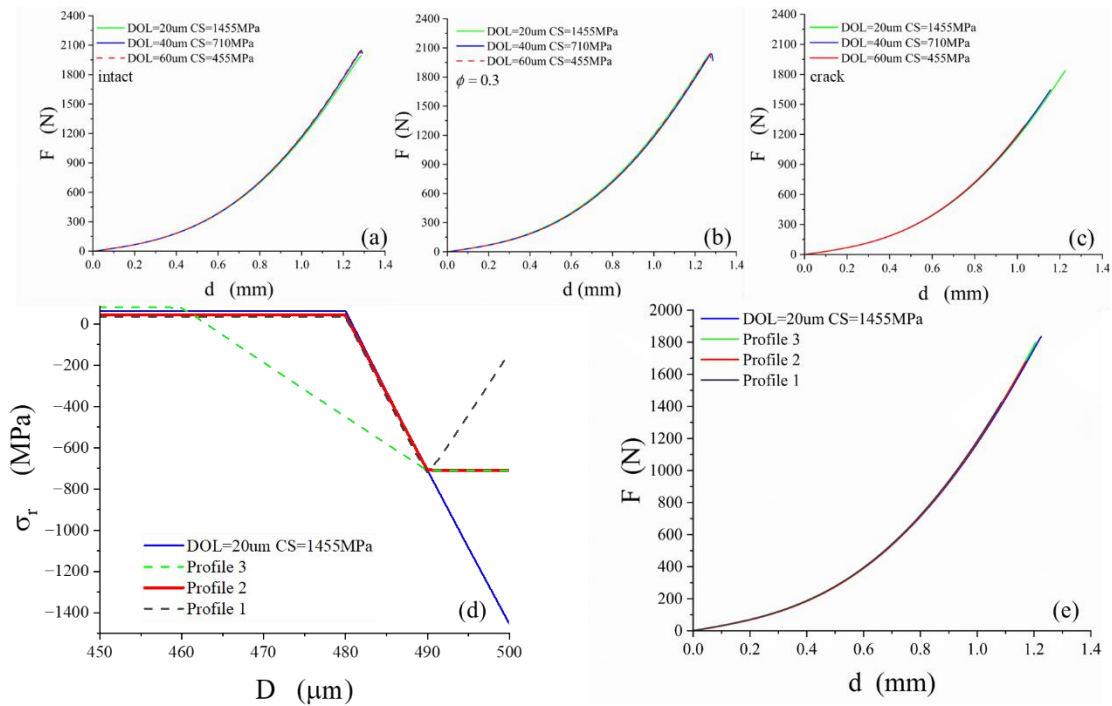 DOL=20um CS=1455MPa
DOL=40um CS=710MPa
DOL=60um CS=455MPa
intact
2400
2100
1800
1500
1200
900
600
300
0
F (N)
0.0 0.2 0.4 0.6 0.8 1.0 1.2 1.4
d (mm)
(a)
DOL=20um CS=1455MPa
DOL=40um CS=710MPa
DOL=60um CS=455MPa
ϕ = 0.3
2400
2100
1800
1500
1200
900
600
300
0
F (N)
0.0 0.2 0.4 0.6 0.8 1.0 1.2 1.4
d (mm)
(b)
DOL=20um CS=1455MPa
DOL=40um CS=710MPa
DOL=60um CS=455MPa
crack
2400
2100
1800
1500
1200
900
600
300
0
F (N)
0.0 0.2 0.4 0.6 0.8 1.0 1.2 1.4
d (mm)
(c)
0
−200
−400
−600
−800
−1000
−1200
−1400
σr (MPa)
DOL=20um CS=1455MPa
Profile 3
Profile 2
Profile 1
(d)
450 460 470 480 490 500
D (μm)
DOL=20um CS=1455MPa
Profile 3
Profile 2
Profile 1
2000
1800
1600
1400
1200
1000
800
600
400
200
0
F (N)
(e)
0.0 0.2 0.4 0.6 0.8 1.0 1.2 1.4
d (mm)